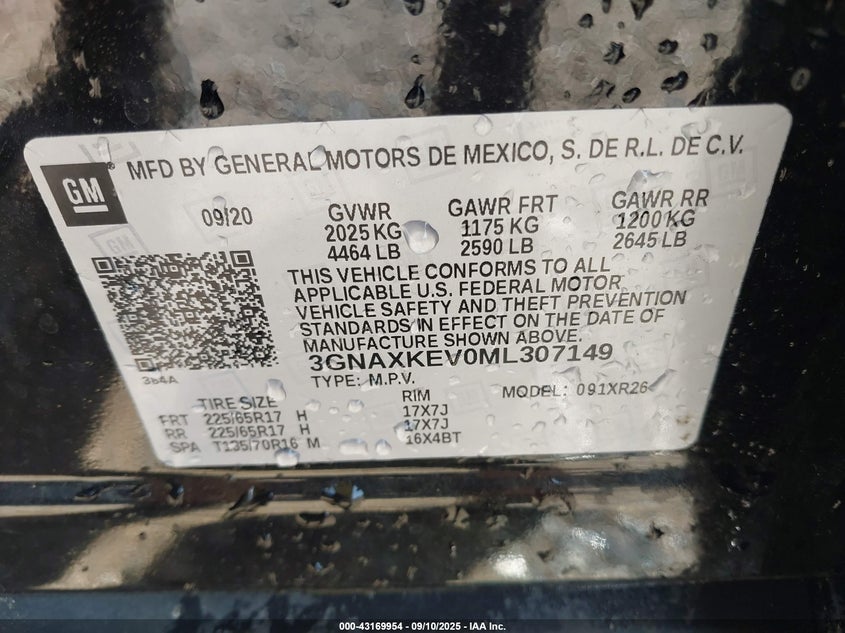 MFD BY GENERAL MOTORS DE MEXICO, S. DE R.L. DE C.V.
GM
09/20 GVWR GAWR FRT GAWR RR
2025 KG 1175 KG 1200 KG
4464 LB 2590 LB 2645 LB
THIS VEHICLE CONFORMS TO ALL
APPLICABLE U.S. FEDERAL MOTOR
VEHICLE SAFETY AND THEFT PREVENTION
STANDARDS IN EFFECT ON THE DATE OF
MANUFACTURE SHOWN ABOVE.
3GNAXKEV0ML307149
384A TYPE: M.P.V. MODEL: 091XR26
TIRE SIZE RIM
FRT 225/65R17 H 17X7J
RR 225/65R17 H 17X7J
SPA T135/70R16 M 16X4BT
000-43169954 - 09/10/2025 - IAA Inc.